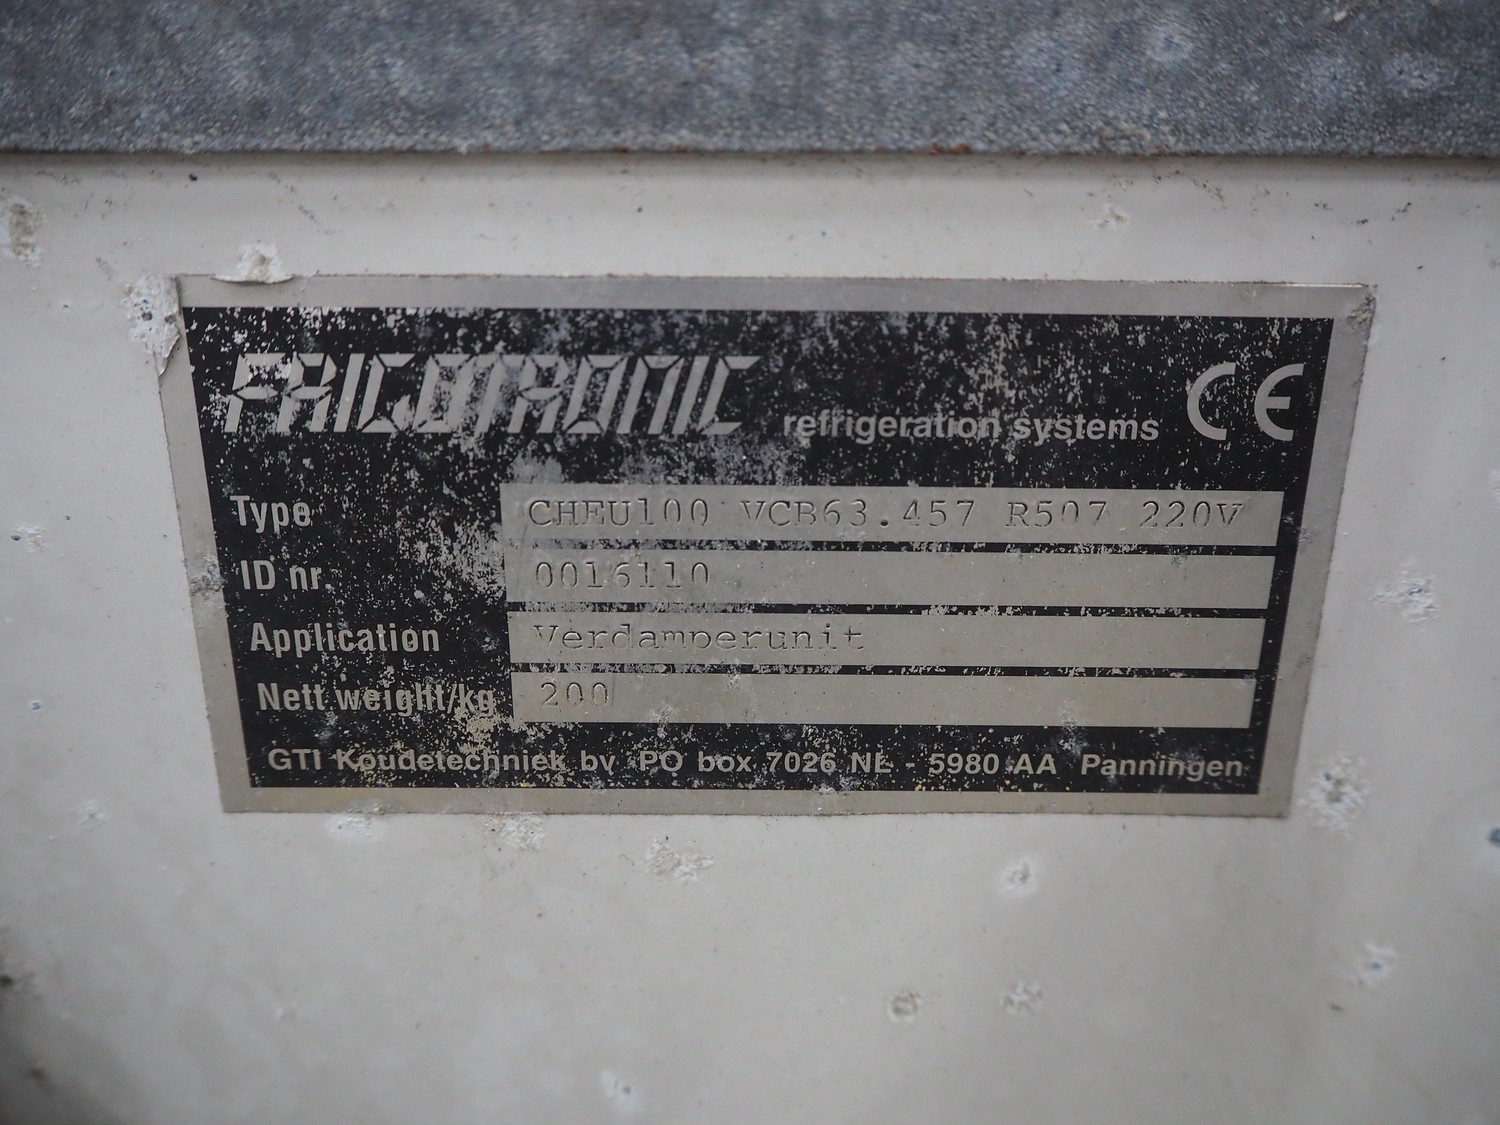 FRIGOTRONIC refrigeration systems CE
Type CHEU100 VCB63.457 R507 220V
ID nr. 0016110
Application Verdamperunit
Nett weight/kg 200
GTI Koudetechniek bv PO box 7026 NL - 5980 AA Panningen